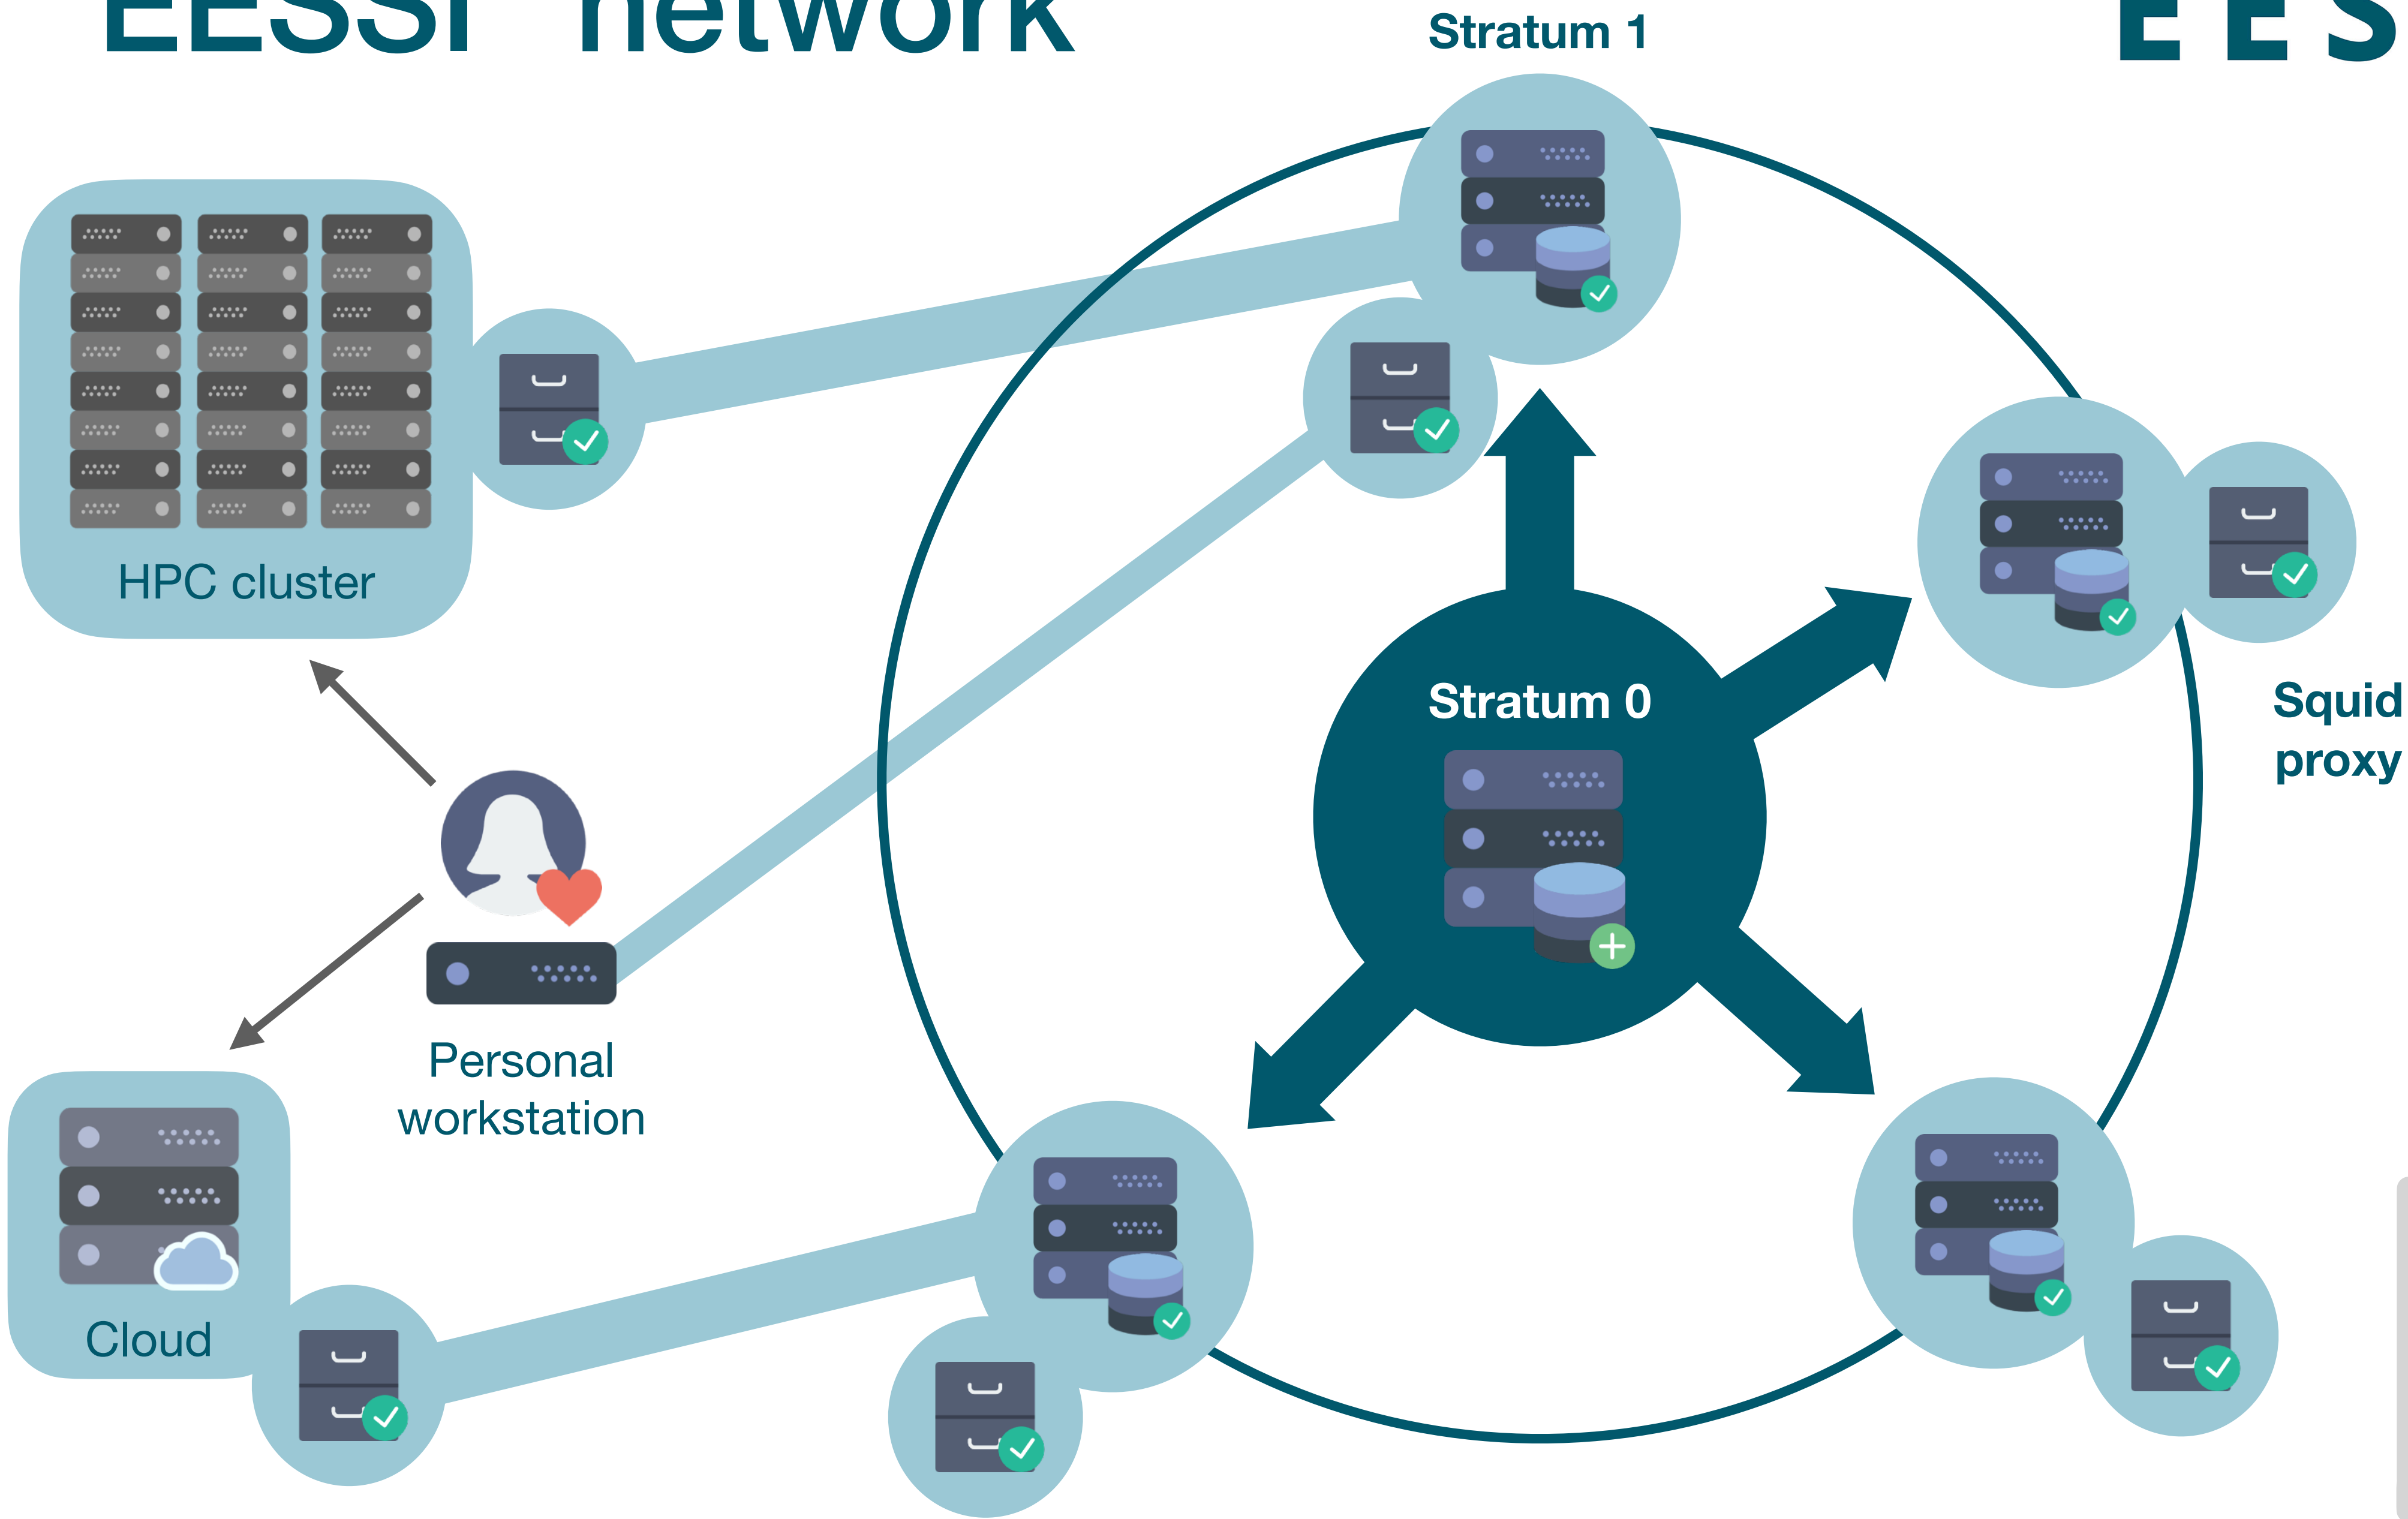 EESSI network
E E S
Stratum 1
HPC cluster
Squid
proxy
Stratum 0
Personal
workstation
Cloud